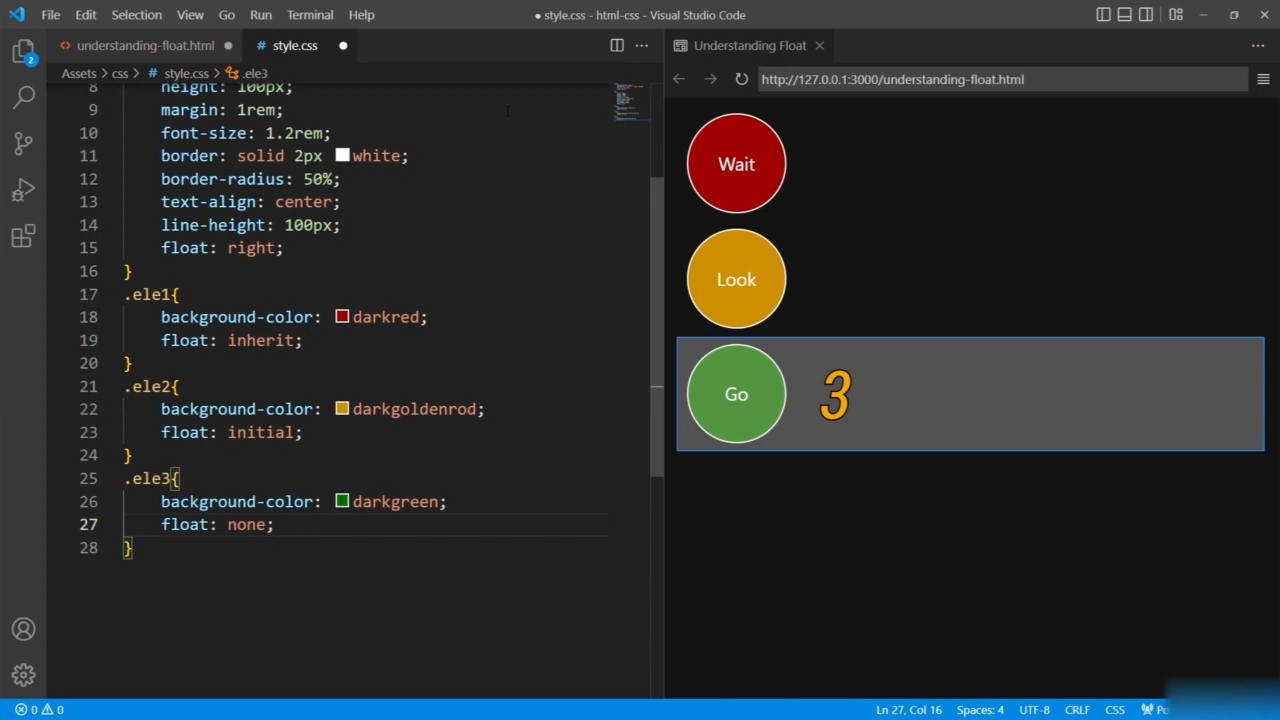 File Edit Selection View Go Run Terminal Help
● style.css - html-css - Visual Studio Code
understanding-float.html
# style.css
Understanding Float
Assets > css > # style.css > .ele3
http://127.0.0.1:3000/understanding-float.html
2
8 height: 100px;
9 margin: 1rem;
10 font-size: 1.2rem;
11 border: solid 2px white;
12 border-radius: 50%;
13 text-align: center;
14 line-height: 100px;
15 float: right;
16 }
17 .ele1{
18 background-color: darkred;
19 float: inherit;
20 }
21 .ele2{
22 background-color: darkgoldenrod;
23 float: initial;
24 }
25 .ele3{
26 background-color: darkgreen;
27 float: none;
28 }
Wait
Look
Go
3
0 0
Ln 27, Col 16 Spaces: 4 UTF-8 CRLF CSS